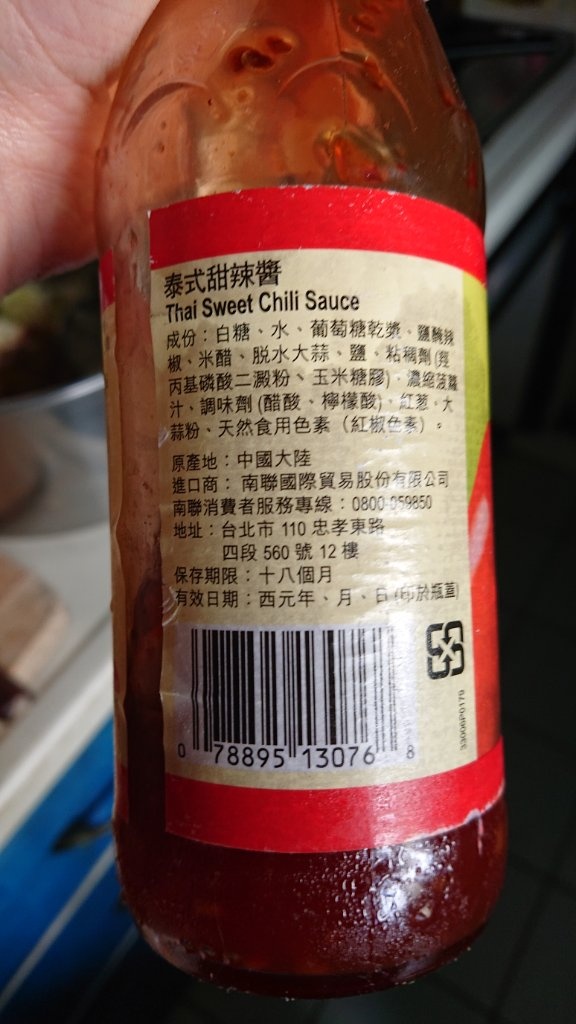 泰式甜辣醬
Thai Sweet Chili Sauce
成份：白糖、水、葡萄糖乾漿、鹽醃辣
椒、米醋、脱水大蒜、鹽、粘稠劑(羥
丙基磷酸二澱粉、玉米糖膠)、濃縮菠蘿
汁、調味劑(醋酸、檸檬酸)、紅葱、大
蒜粉、天然食用色素（紅椒色素）。
原產地：中國大陸
進口商：南聯國際貿易股份有限公司
南聯消費者服務專線：0800-059850
地址：台北市 110 忠孝東路
四段 560 號 12 樓
保存期限：十八個月
有效日期：西元年、月、日(印於瓶蓋)
0 78895 13076 8
33006P0179